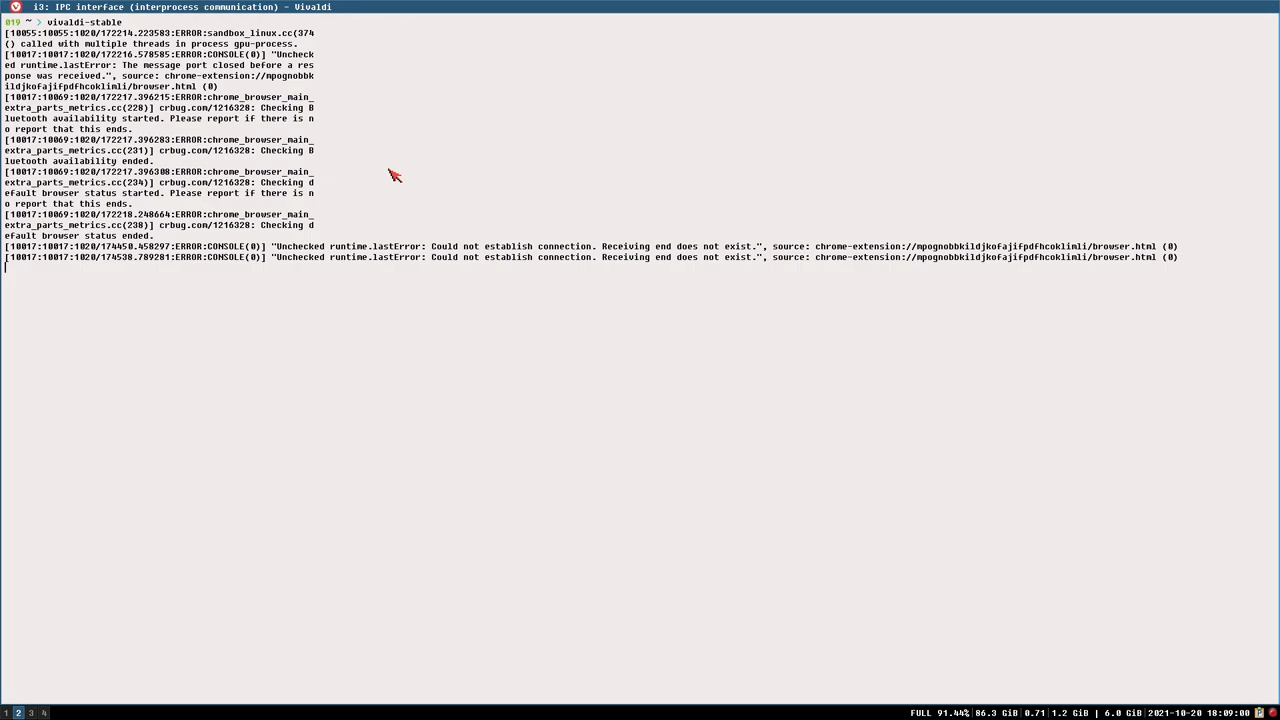 i3: IPC interface (interprocess communication) - Vivaldi
019 ~ > vivaldi-stable
[10055:10055:1020/172214.223583:ERROR:sandbox_linux.cc(374
() called with multiple threads in process gpu-process.
[10017:10017:1020/172216.578585:ERROR:CONSOLE(0)] "Uncheck
ed runtime.lastError: The message port closed before a res
ponse was received.", source: chrome-extension://mpognobbk
ildjkofajifpdfhcoklimli/browser.html (0)
[10017:10069:1020/172217.396215:ERROR:chrome_browser_main_
extra_parts_metrics.cc(228)] crbug.com/1216328: Checking B
luetooth availability started. Please report if there is n
o report that this ends.
[10017:10069:1020/172217.396283:ERROR:chrome_browser_main_
extra_parts_metrics.cc(231)] crbug.com/1216328: Checking B
luetooth availability ended.
[10017:10069:1020/172217.396308:ERROR:chrome_browser_main_
extra_parts_metrics.cc(234)] crbug.com/1216328: Checking d
efault browser status started. Please report if there is n
o report that this ends.
[10017:10069:1020/172218.248664:ERROR:chrome_browser_main_
extra_parts_metrics.cc(238)] crbug.com/1216328: Checking d
efault browser status ended.
[10017:10017:1020/174450.458297:ERROR:CONSOLE(0)] "Unchecked runtime.lastError: Could not establish connection. Receiving end does not exist.", source: chrome-extension://mpognobbkildjkofajifpdfhcoklimli/browser.html (0)
[10017:10017:1020/174538.789281:ERROR:CONSOLE(0)] "Unchecked runtime.lastError: Could not establish connection. Receiving end does not exist.", source: chrome-extension://mpognobbkildjkofajifpdfhcoklimli/browser.html (0)
1 2 3 4 FULL 91.44% | 86.3 GiB | 0.71 | 1.2 GiB | 6.0 GiB | 2021-10-20 18:09:00